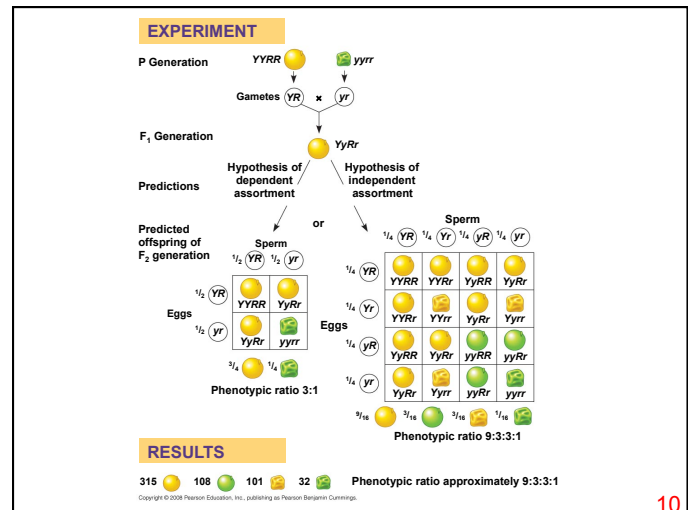 EXPERIMENT
P Generation
YYRR
yyrr
Gametes YR × yr
F₁ Generation
YyRr
Hypothesis of
dependent
assortment
Hypothesis of
independent
assortment
Predictions
or
Predicted
offspring of
F₂ generation
Sperm
1/2 YR 1/2 yr
1/2 YR
YYRR YyRr
Eggs
1/2 yr
YyRr yyrr
3/4 1/4
Phenotypic ratio 3:1
Sperm
1/4 YR 1/4 Yr 1/4 yR 1/4 yr
1/4 YR
YYRR YYRr YyRR YyRr
1/4 Yr
YYRr YYrr YyRr Yyrr
Eggs
1/4 yR
YyRR YyRr yyRR yyRr
1/4 yr
YyRr Yyrr yyRr yyrr
9/16 3/16 3/16 1/16
Phenotypic ratio 9:3:3:1
RESULTS
315 108 101 32 Phenotypic ratio approximately 9:3:3:1
Copyright © 2008 Pearson Education, Inc., publishing as Pearson Benjamin Cummings.
10